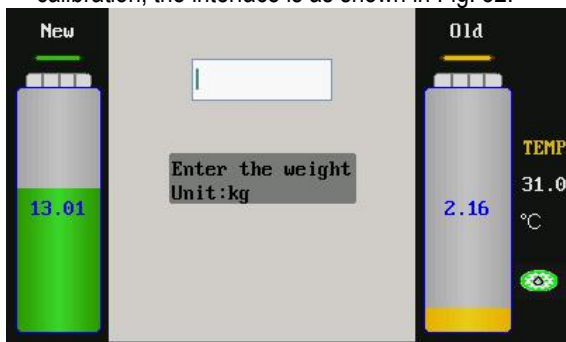 calibration, the interface is as shown in Fig. 62.
New
Old
Enter the weight
Unit:kg
13.01
2.16
TEMP
31.0
°C